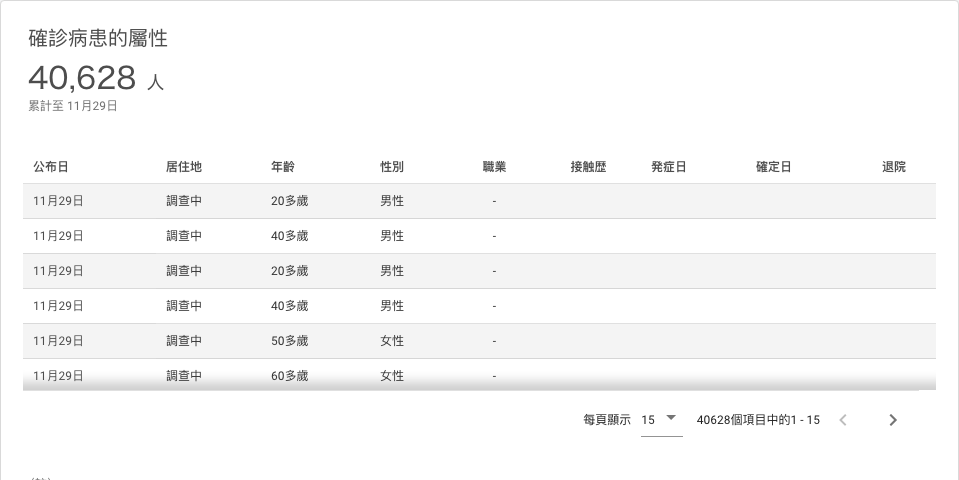 確診病患的屬性
40,628 人
累計至 11月29日
公布日 居住地 年齡 性別 職業 接触歴 発症日 確定日 退院
11月29日 調查中 20多歲 男性 -
11月29日 調查中 40多歲 男性 -
11月29日 調查中 20多歲 男性 -
11月29日 調查中 40多歲 男性 -
11月29日 調查中 50多歲 女性 -
11月29日 調查中 60多歲 女性 -
每頁顯示 15 40628個項目中的1 - 15